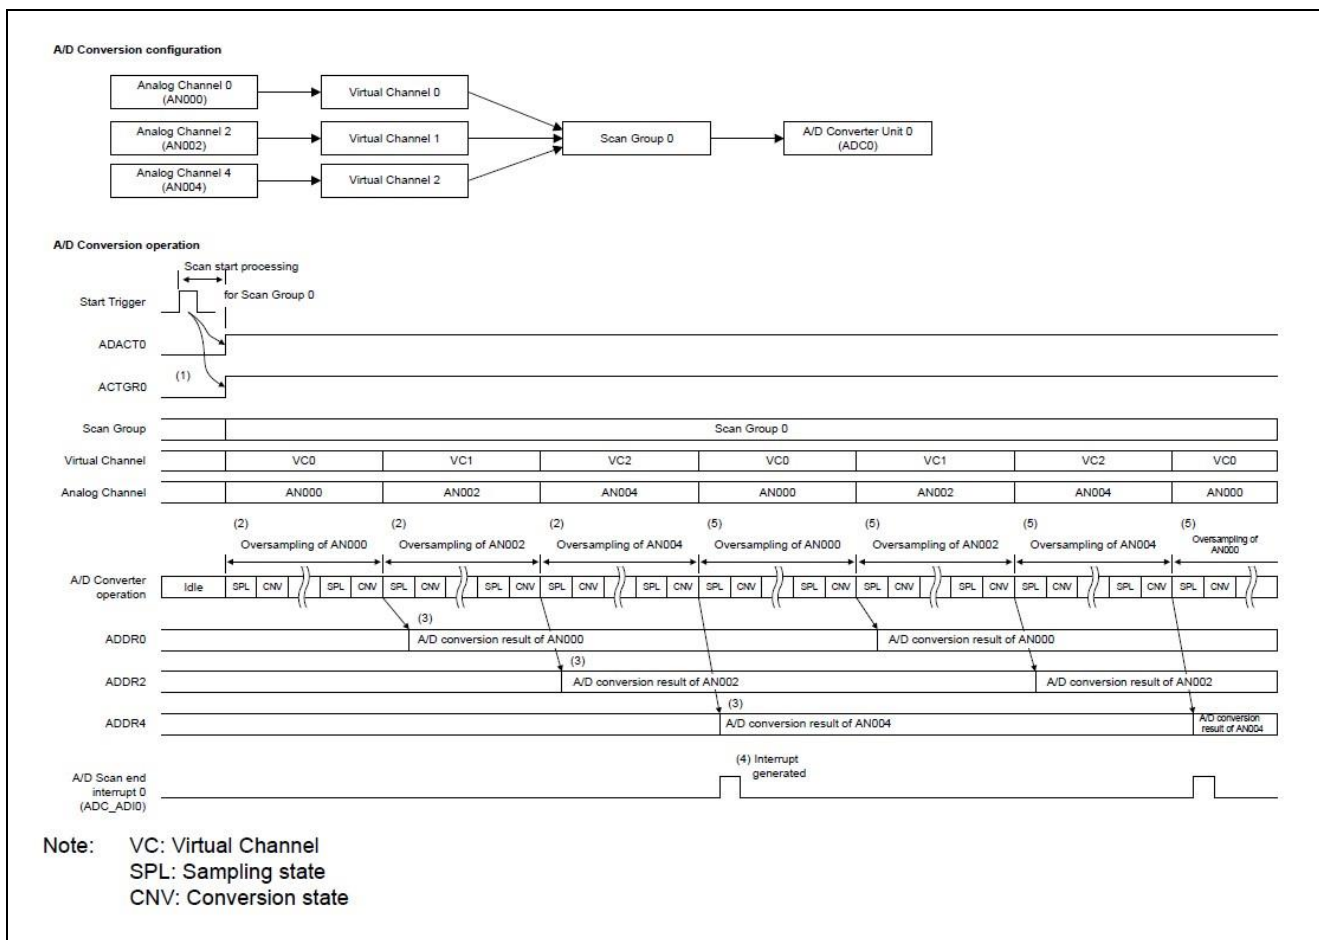 A/D Conversion configuration
Analog Channel 0
(AN000)
Virtual Channel 0
Analog Channel 2
(AN002)
Virtual Channel 1
Scan Group 0
A/D Converter Unit 0
(ADC0)
Analog Channel 4
(AN004)
Virtual Channel 2
A/D Conversion operation
Scan start processing
for Scan Group 0
Start Trigger
ADACT0
(1)
ACTGR0
Scan Group
Scan Group 0
Virtual Channel
VC0 VC1 VC2 VC0 VC1 VC2 VC0
Analog Channel
AN000 AN002 AN004 AN000 AN002 AN004 AN000
(2) (2) (2) (5) (5) (5) (5)
Oversampling of AN000
Oversampling of AN002
Oversampling of AN004
Oversampling of AN000
Oversampling of AN002
Oversampling of AN004
Oversampling of
AN000
A/D Converter
operation
Idle SPL CNV SPL CNV SPL CNV SPL CNV SPL CNV SPL CNV SPL CNV SPL CNV SPL CNV SPL CNV SPL CNV SPL CNV SPL CNV
(3)
ADDR0
A/D conversion result of AN000
A/D conversion result of AN000
(3)
ADDR2
A/D conversion result of AN002
A/D conversion result of AN002
(3)
ADDR4
A/D conversion result of AN004
A/D conversion
result of AN004
(4) Interrupt
generated
A/D Scan end
interrupt 0
(ADC_ADI0)
Note: VC: Virtual Channel
SPL: Sampling state
CNV: Conversion state